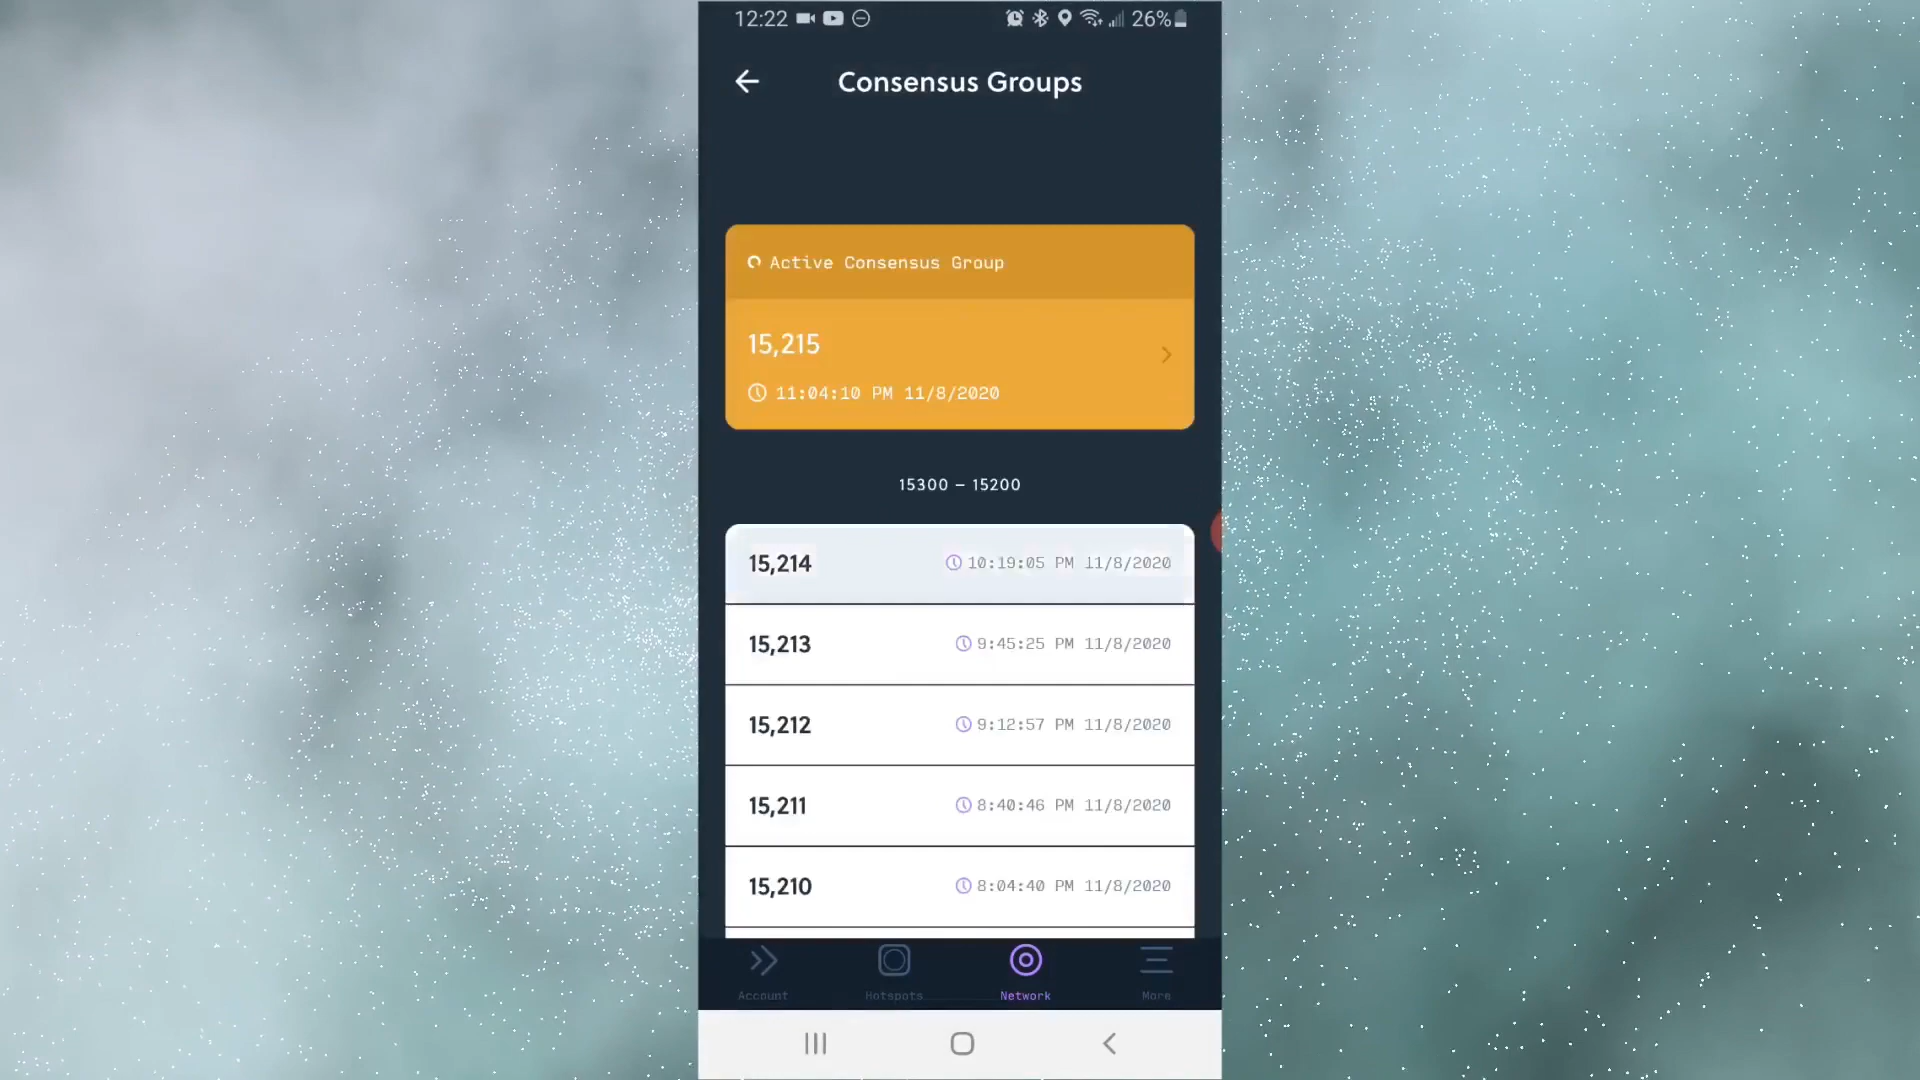 12:22 26%
Consensus Groups
Active Consensus Group
15,215
11:04:10 PM 11/8/2020
15300 – 15200
15,214 10:19:05 PM 11/8/2020
15,213 9:45:25 PM 11/8/2020
15,212 9:12:57 PM 11/8/2020
15,211 8:40:46 PM 11/8/2020
15,210 8:04:40 PM 11/8/2020
Account Hotspots Network More